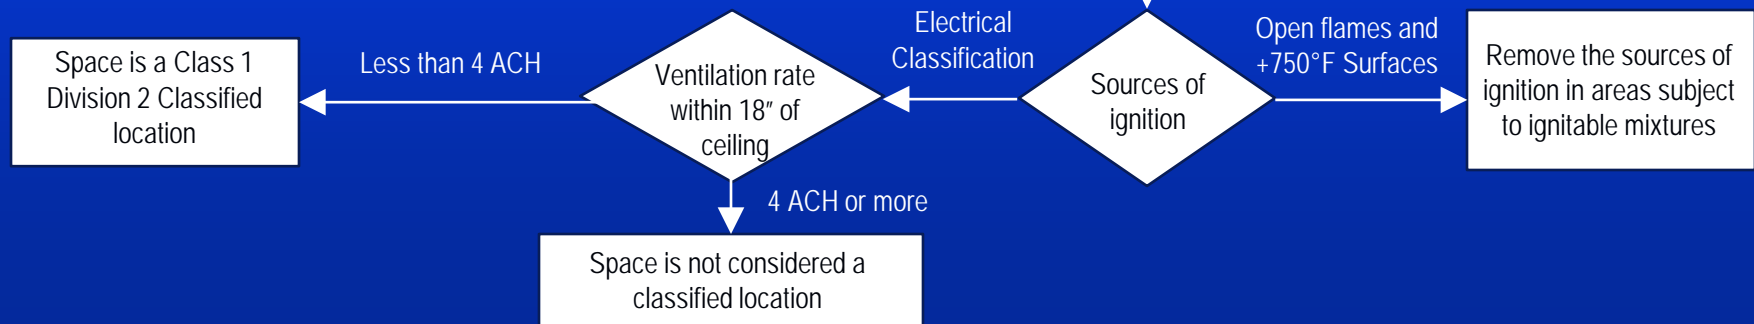 Space is a Class 1
Division 2 Classified
location
Less than 4 ACH
Ventilation rate
within 18″ of
ceiling
Electrical
Classification
Sources of
ignition
Open flames and
+750°F Surfaces
Remove the sources of
ignition in areas subject
to ignitable mixtures
4 ACH or more
Space is not considered a
classified location